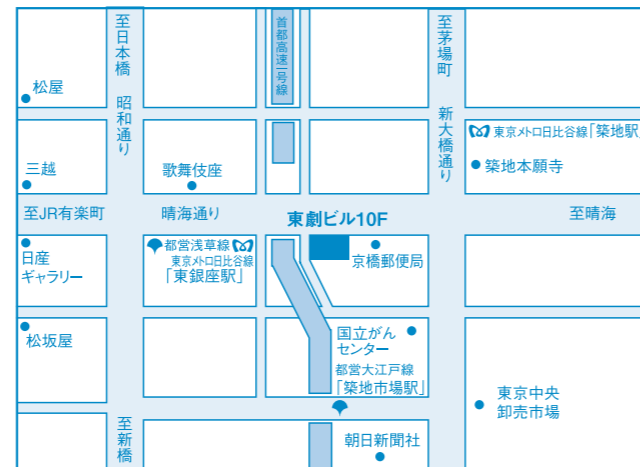 至日本橋
昭和通り
首都高速一号線
至茅場町
新大橋通り
松屋
東京メトロ日比谷線「築地駅」
築地本願寺
三越
歌舞伎座
至JR有楽町
晴海通り
東劇ビル10F
至晴海
日産
ギャラリー
都営浅草線
東京メトロ日比谷線
「東銀座駅」
京橋郵便局
松坂屋
国立がん
センター
都営大江戸線
「築地市場駅」
東京中央
卸売市場
至新橋
朝日新聞社